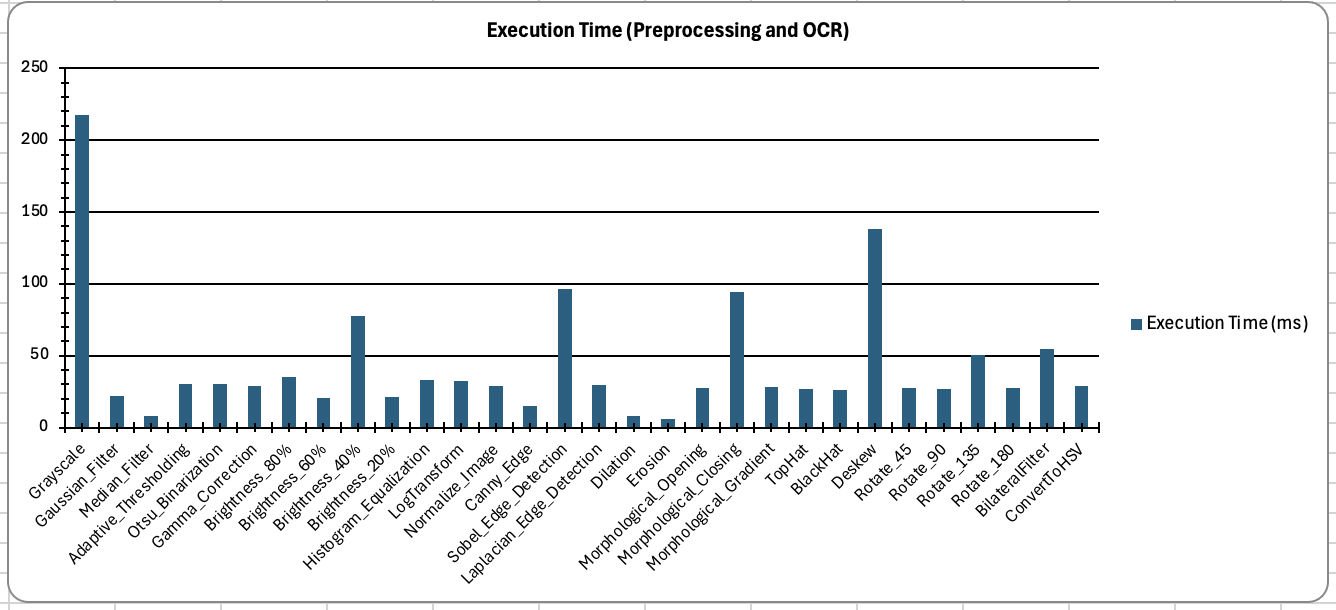 Execution Time (Preprocessing and OCR)
250
200
150
100
50
0
Grayscale
Gaussian_Filter
Median_Filter
Adaptive_Thresholding
Otsu_Binarization
Gamma_Correction
Brightness_80%
Brightness_60%
Brightness_40%
Brightness_20%
Histogram_Equalization
LogTransform
Normalize_Image
Canny_Edge
Sobel_Edge_Detection
Laplacian_Edge_Detection
Dilation
Erosion
Morphological_Opening
Morphological_Closing
Morphological_Gradient
TopHat
BlackHat
Deskew
Rotate_45
Rotate_90
Rotate_135
Rotate_180
BilateralFilter
ConvertToHSV
Execution Time (ms)